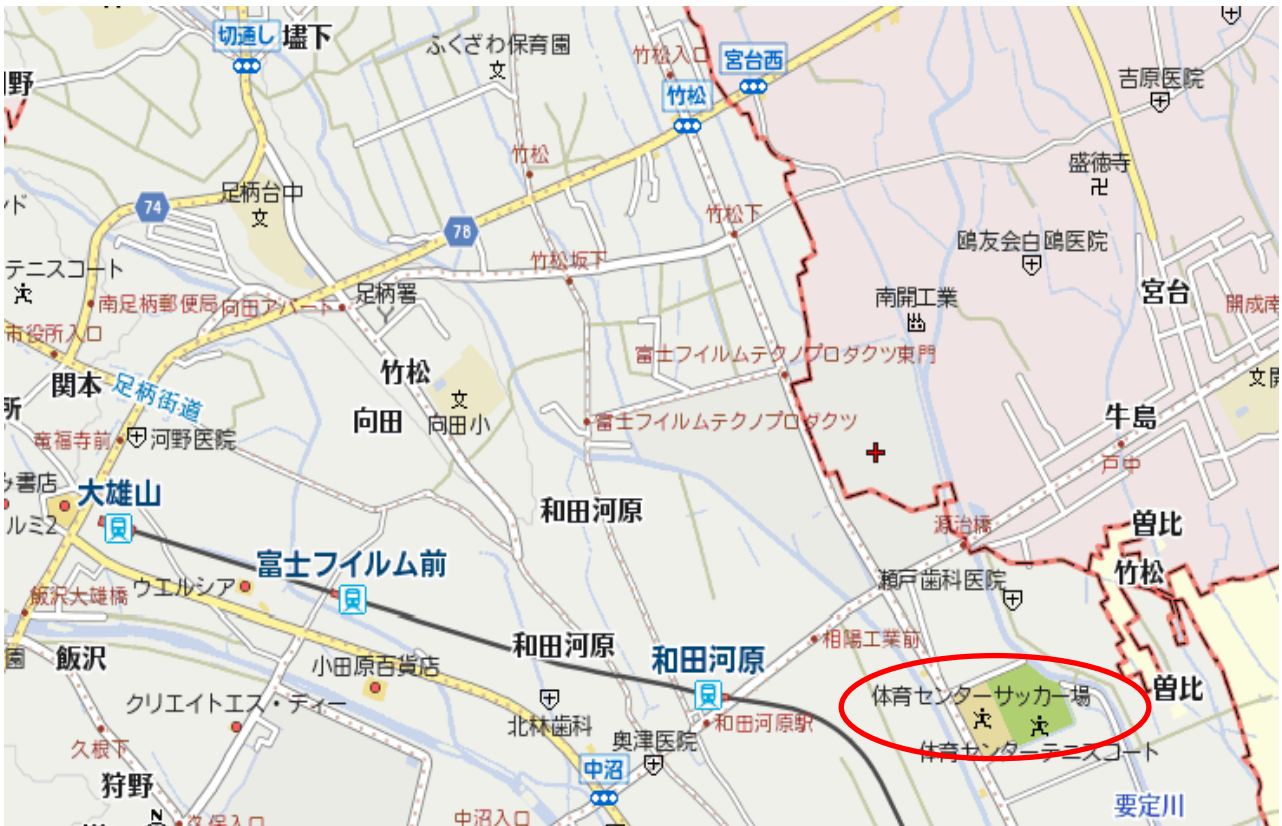 切通し
壗下
ふくざわ保育園
文
竹松入口
宮台西
竹松
吉原医院
野
竹松
盛徳寺
卍
足柄台中
文
74
78
竹松下
鴎友会白鴎医院
テニスコート
竹松坂下
足柄署
南開工業
宮台
南足柄郵便局
向田アパート
開成南
市役所入口
富士フイルムテクノプロダクツ東門
関本
足柄街道
竹松
文
文開
所
向田
向田小
富士フイルムテクノプロダクツ
牛島
竜福寺前
河野医院
戸中
書店
大雄山
ルミ2
和田河原
源治橋
曽比
富士フイルム前
竹松
ウエルシア
瀬戸歯科医院
飯沢大雄橋
和田河原
相陽工業前
園
飯沢
小田原百貨店
和田河原
曽比
体育センターサッカー場
クリエイトエス・ディー
北林歯科
和田河原駅
奥津医院
体育センターテニスコート
久根下
中沼
狩野
要定川
N
久保入口
中沼入口